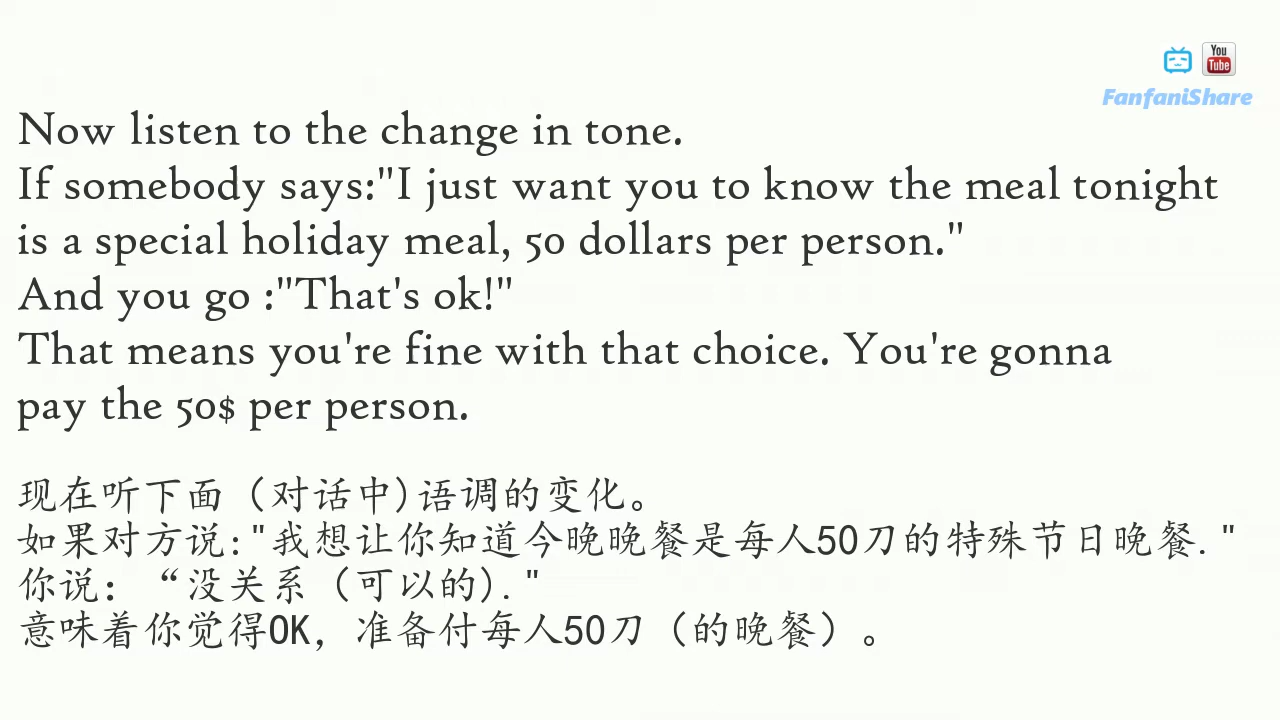 You
Tube
FanfaniShare
Now listen to the change in tone.
If somebody says:"I just want you to know the meal tonight
is a special holiday meal, 50 dollars per person."
And you go :"That's ok!"
That means you're fine with that choice. You're gonna
pay the 50$ per person.
现在听下面（对话中)语调的变化。
如果对方说:"我想让你知道今晚晚餐是每人50刀的特殊节日晚餐."
你说：“没关系（可以的)."
意味着你觉得OK，准备付每人50刀（的晚餐）。